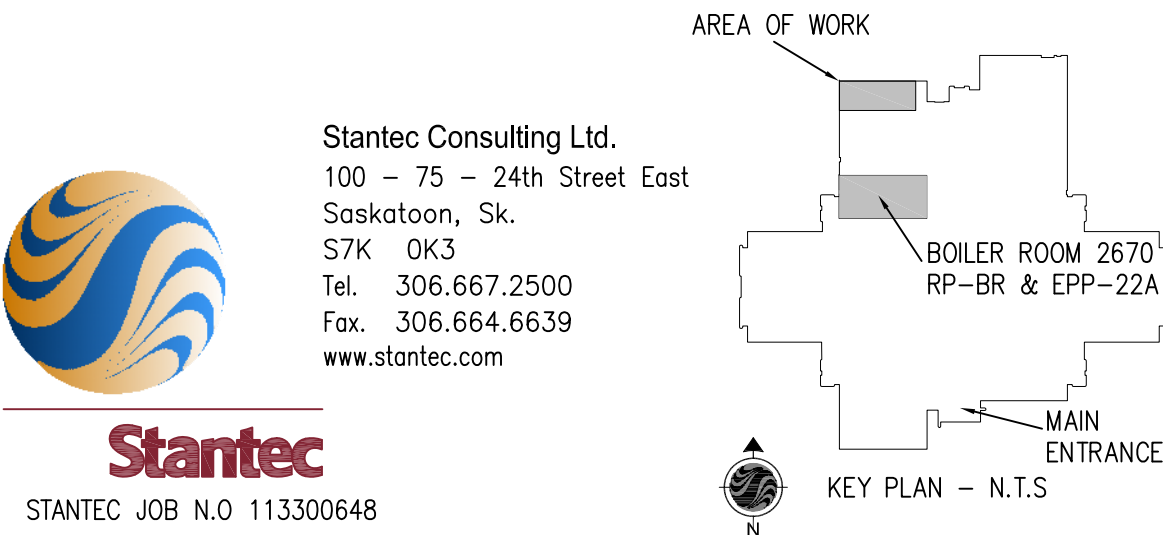 AREA OF WORK
Stantec Consulting Ltd.
100 – 75 – 24th Street East
Saskatoon, Sk.
S7K 0K3
Tel. 306.667.2500
Fax. 306.664.6639
www.stantec.com
BOILER ROOM 2670
RP-BR & EPP-22A
MAIN
ENTRANCE
Stantec
KEY PLAN – N.T.S
STANTEC JOB N.O 113300648
N